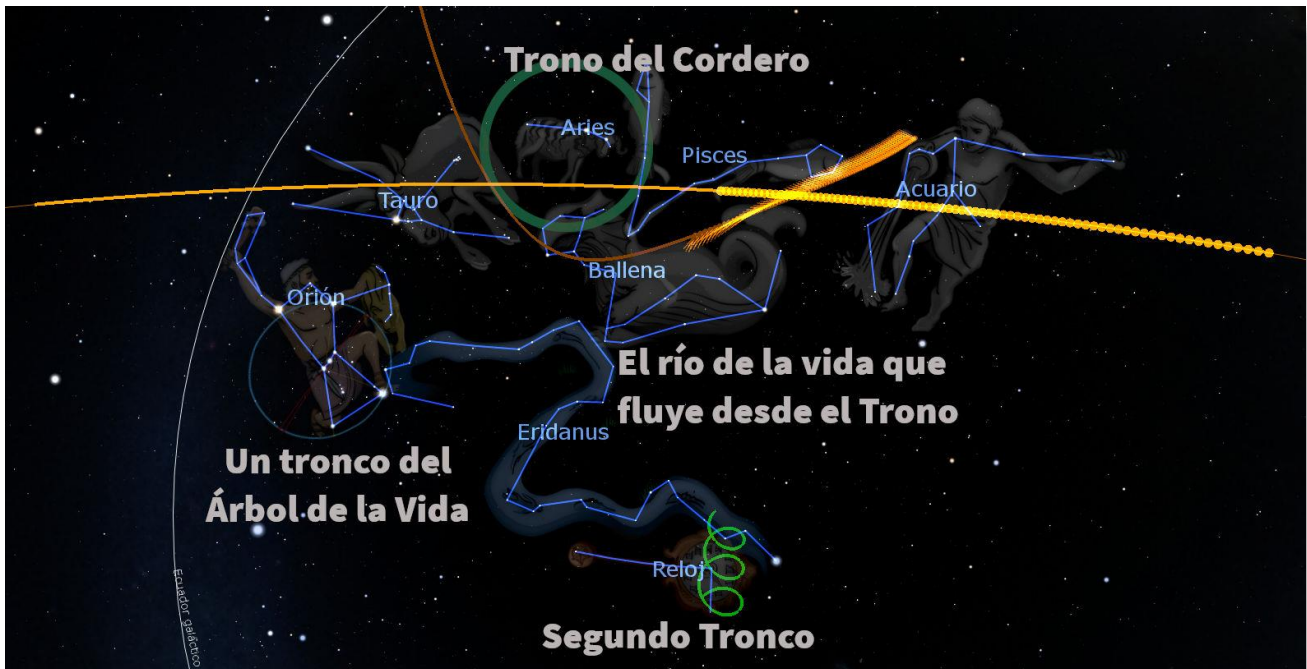 Trono del Cordero
Aries
Pisces
Tauro
Acuario
Ballena
Orión
El río de la vida que
fluye desde el Trono
Eridanus
Un tronco del
Árbol de la Vida
Reloj
Ecuador galáctico
Segundo Tronco